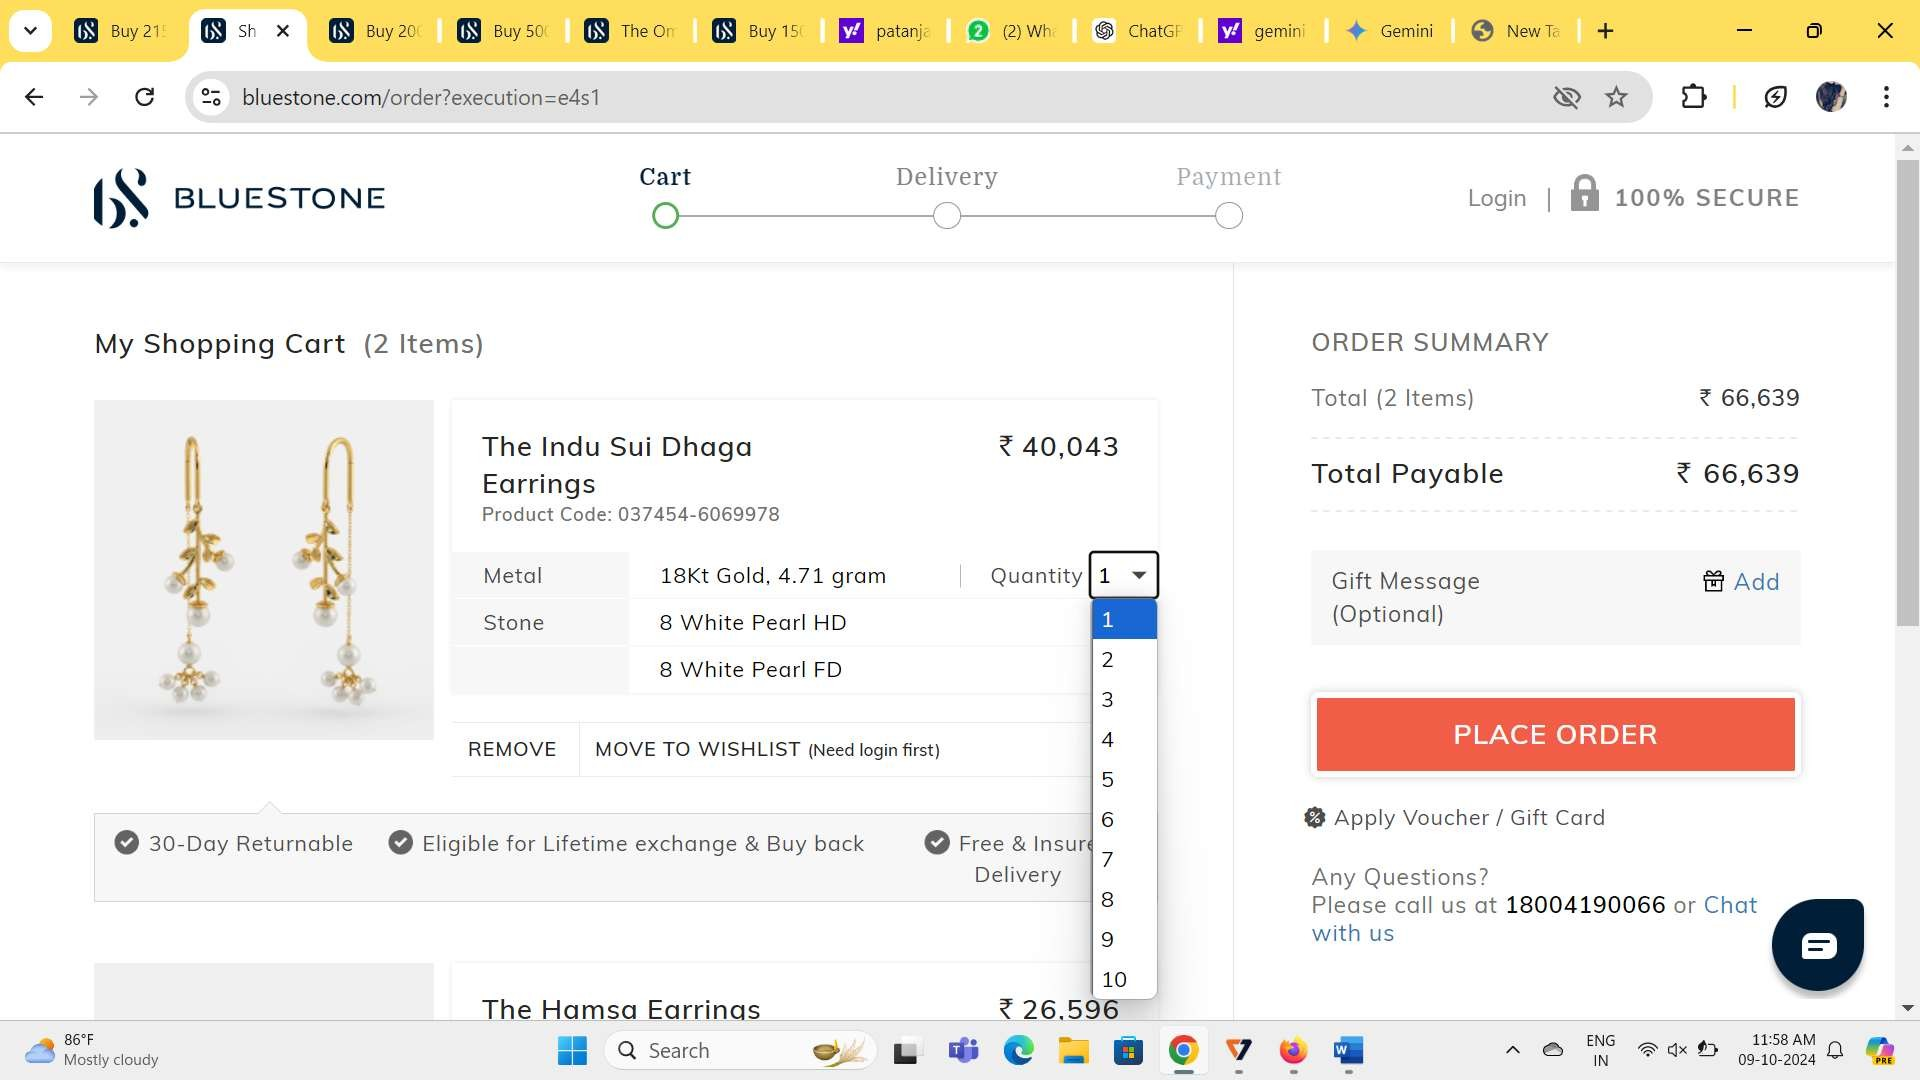 Buy 215
Sh
Buy 200
Buy 500
The Om
Buy 150
patanja
(2) Wha
ChatGP
gemini
Gemini
New Ta
bluestone.com/order?execution=e4s1
BLUESTONE
Cart
Delivery
Payment
Login | 100% SECURE
My Shopping Cart (2 Items)
The Indu Sui Dhaga
Earrings
₹ 40,043
Product Code: 037454-6069978
Metal 18Kt Gold, 4.71 gram | Quantity 1
Stone 8 White Pearl HD
8 White Pearl FD
1
2
3
4
5
6
7
8
9
10
REMOVE MOVE TO WISHLIST (Need login first)
30-Day Returnable
Eligible for Lifetime exchange & Buy back
Free & Insure
Delivery
The Hamsa Earrings ₹ 26,596
ORDER SUMMARY
Total (2 Items) ₹ 66,639
Total Payable ₹ 66,639
Gift Message
(Optional)
Add
PLACE ORDER
Apply Voucher / Gift Card
Any Questions?
Please call us at 18004190066 or Chat
with us
86°F
Mostly cloudy
Search
ENG
IN
11:58 AM
09-10-2024